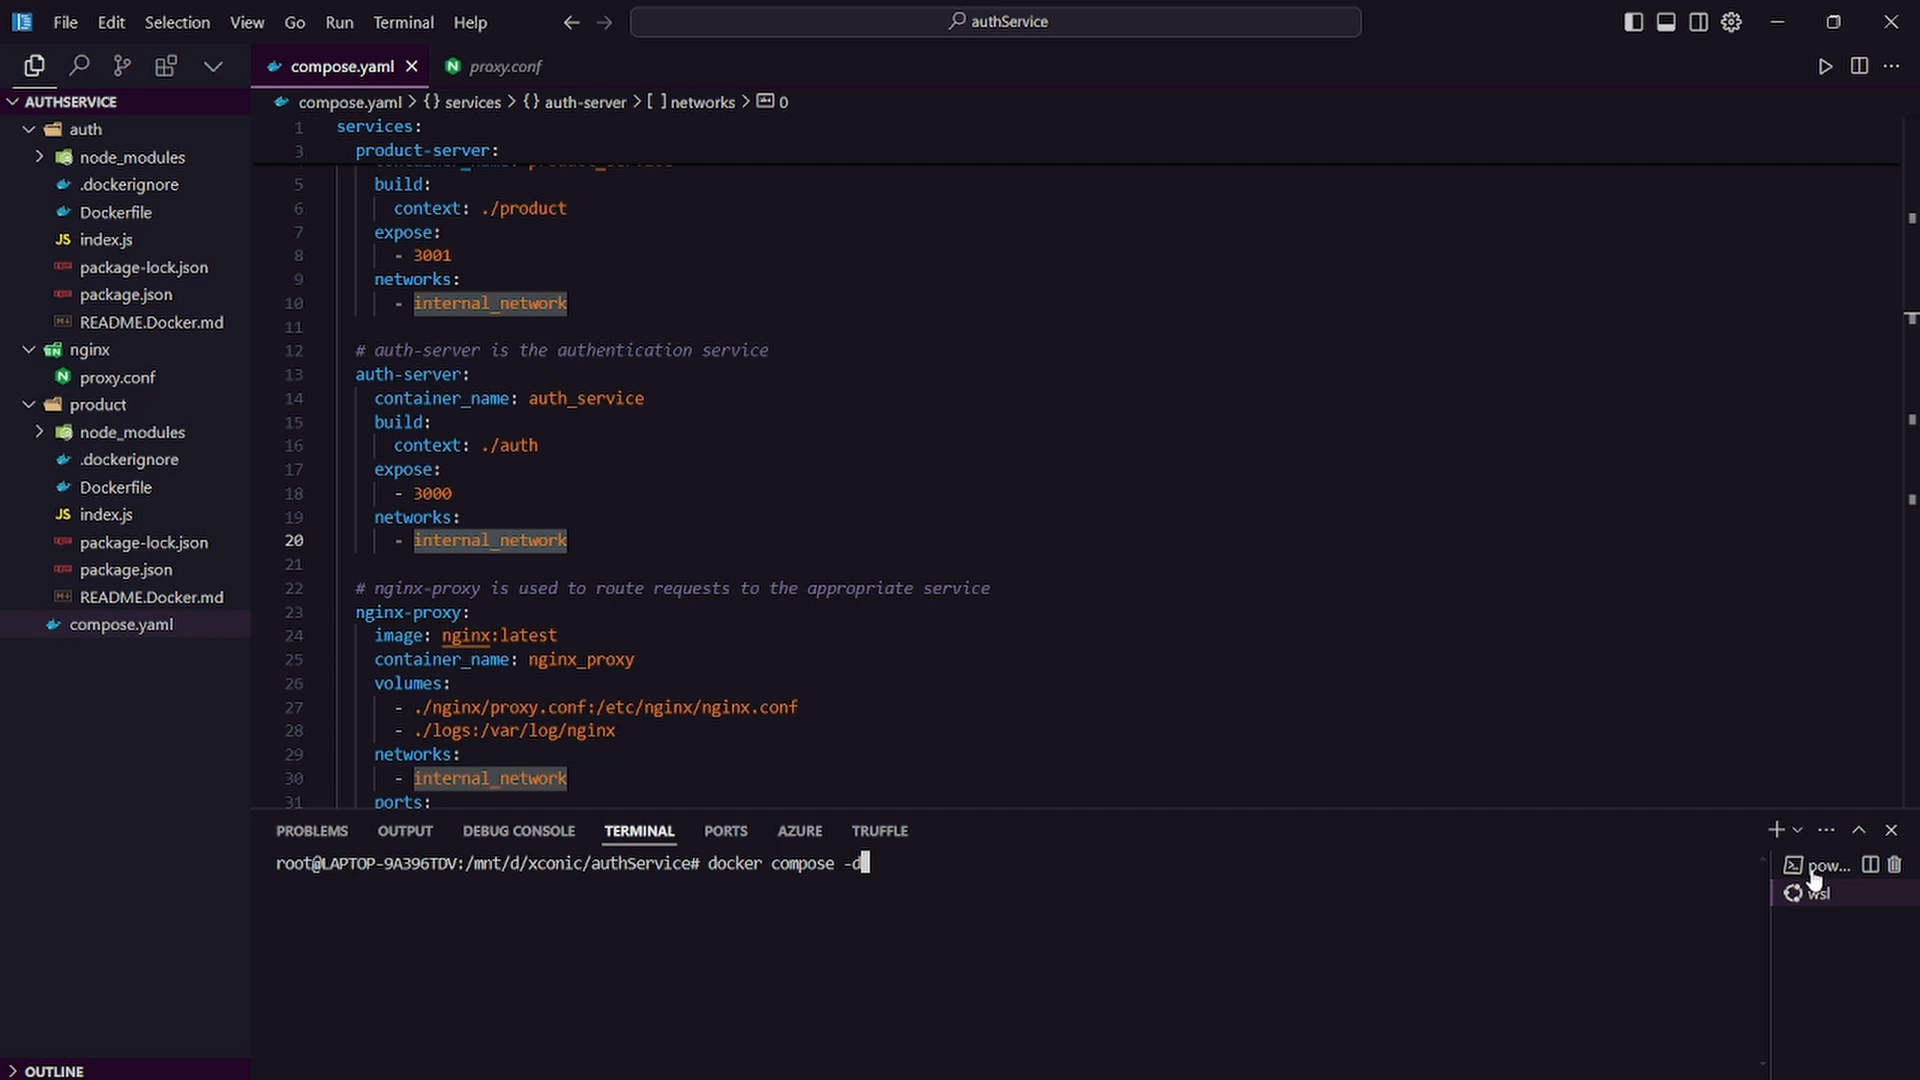 File Edit Selection View Go Run Terminal Help
authService
compose.yaml
proxy.conf
AUTHSERVICE
auth
node_modules
.dockerignore
Dockerfile
index.js
package-lock.json
package.json
README.Docker.md
nginx
proxy.conf
product
node_modules
.dockerignore
Dockerfile
index.js
package-lock.json
package.json
README.Docker.md
compose.yaml
OUTLINE
compose.yaml > {} services > {} auth-server > [ ] networks > 0
1 services:
3 product-server:
5 build:
6 context: ./product
7 expose:
8 - 3001
9 networks:
10 - internal_network
11
12 # auth-server is the authentication service
13 auth-server:
14 container_name: auth_service
15 build:
16 context: ./auth
17 expose:
18 - 3000
19 networks:
20 - internal_network
21
22 # nginx-proxy is used to route requests to the appropriate service
23 nginx-proxy:
24 image: nginx:latest
25 container_name: nginx_proxy
26 volumes:
27 - ./nginx/proxy.conf:/etc/nginx/nginx.conf
28 - ./logs:/var/log/nginx
29 networks:
30 - internal_network
31 ports:
PROBLEMS OUTPUT DEBUG CONSOLE TERMINAL PORTS AZURE TRUFFLE
root@LAPTOP-9A396TDV:/mnt/d/xconic/authService# docker compose -d
pow...
wsl